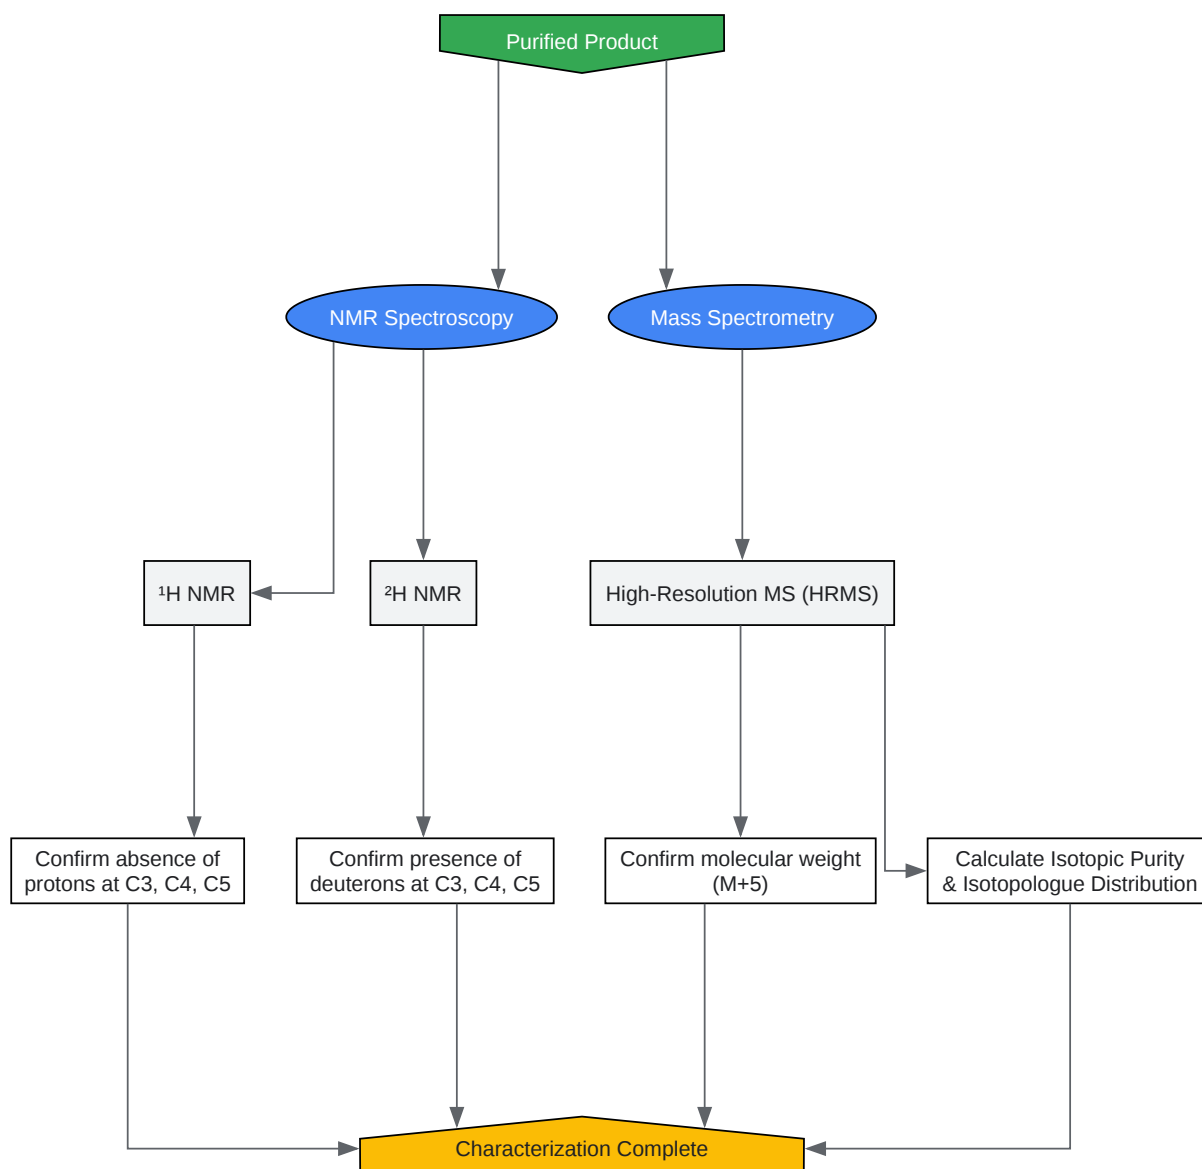 Purified Product
NMR Spectroscopy
Mass Spectrometry
¹H NMR
²H NMR
High-Resolution MS (HRMS)
Confirm absence of
protons at C3, C4, C5
Confirm presence of
deuterons at C3, C4, C5
Confirm molecular weight
(M+5)
Calculate Isotopic Purity
& Isotopologue Distribution
Characterization Complete